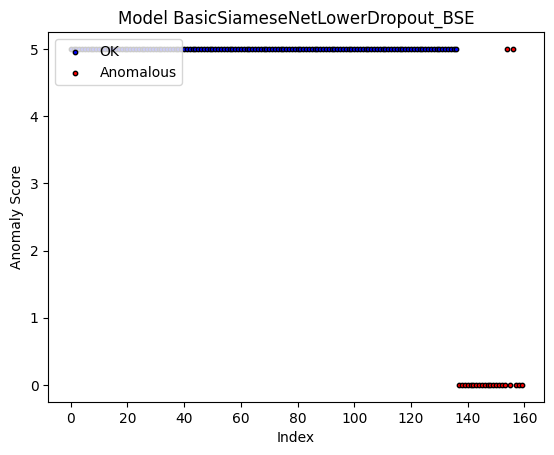 Model BasicSiameseNetLowerDropout_BSE
OK
Anomalous
Anomaly Score
5
4
3
2
1
0
0 20 40 60 80 100 120 140 160
Index